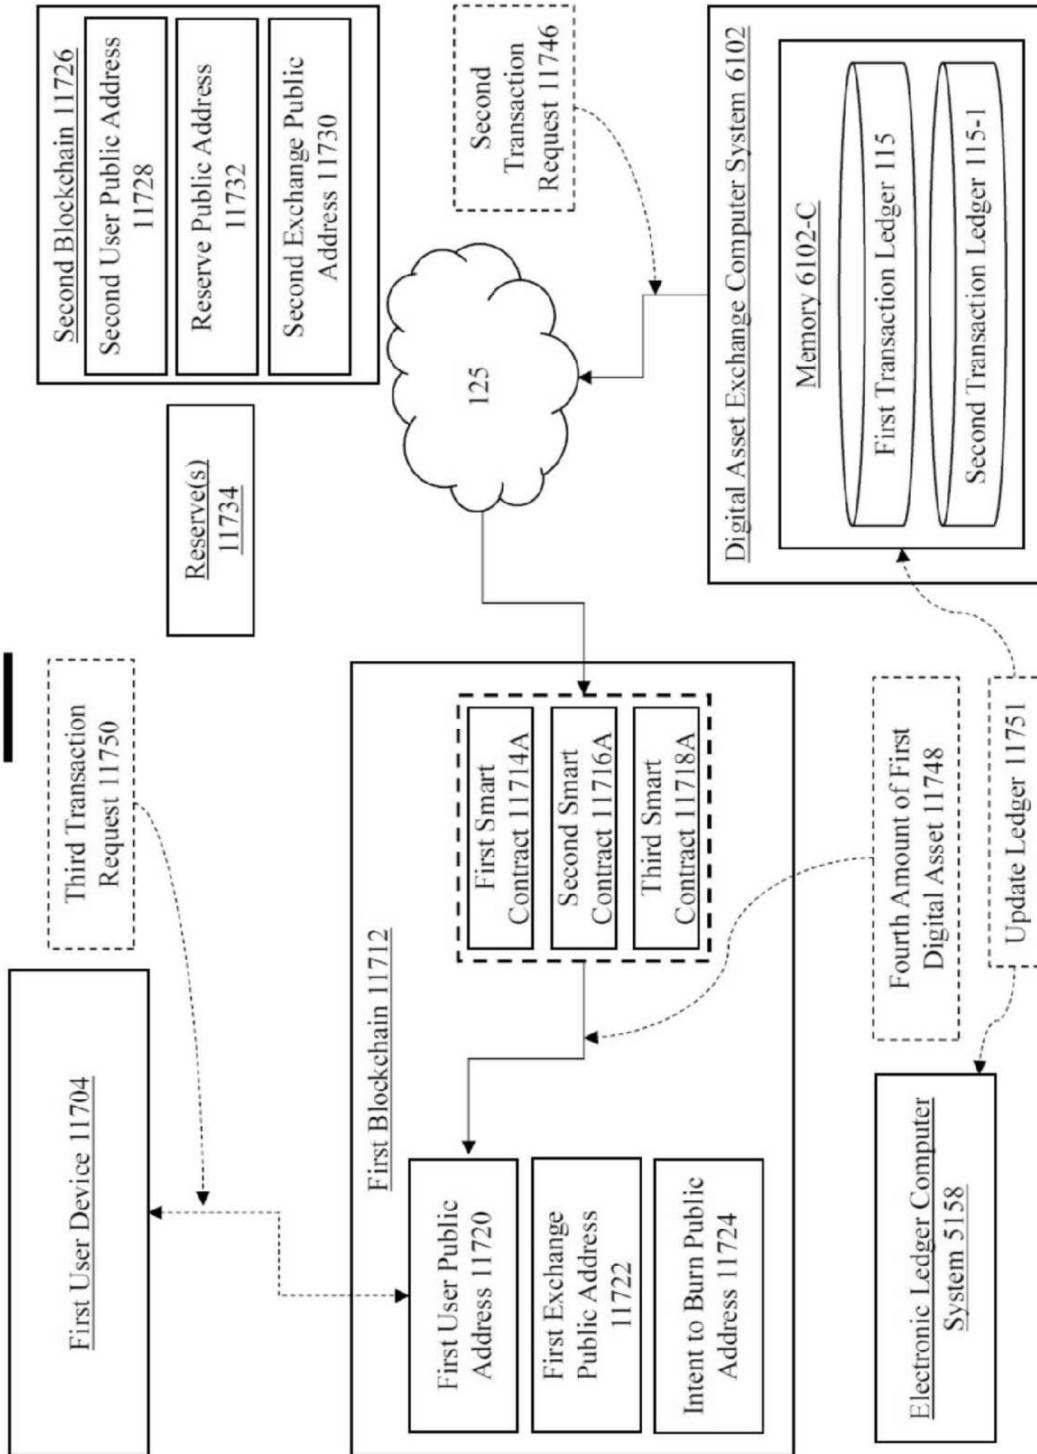 First User Device 11704
Third Transaction
Request 11750
Reserve(s)
11734
Second Blockchain 11726
Second User Public Address
11728
Reserve Public Address
11732
Second Exchange Public
Address 11730
First Blockchain 11712
First User Public
Address 11720
First Exchange
Public Address
11722
Intent to Burn Public
Address 11724
First Smart
Contract 11714A
Second Smart
Contract 11716A
Third Smart
Contract 11718A
125
Second
Transaction
Request 11746
Electronic Ledger Computer
System 5158
Fourth Amount of First
Digital Asset 11748
Update Ledger 11751
Digital Asset Exchange Computer System 6102
Memory 6102-C
First Transaction Ledger 115
Second Transaction Ledger 115-1